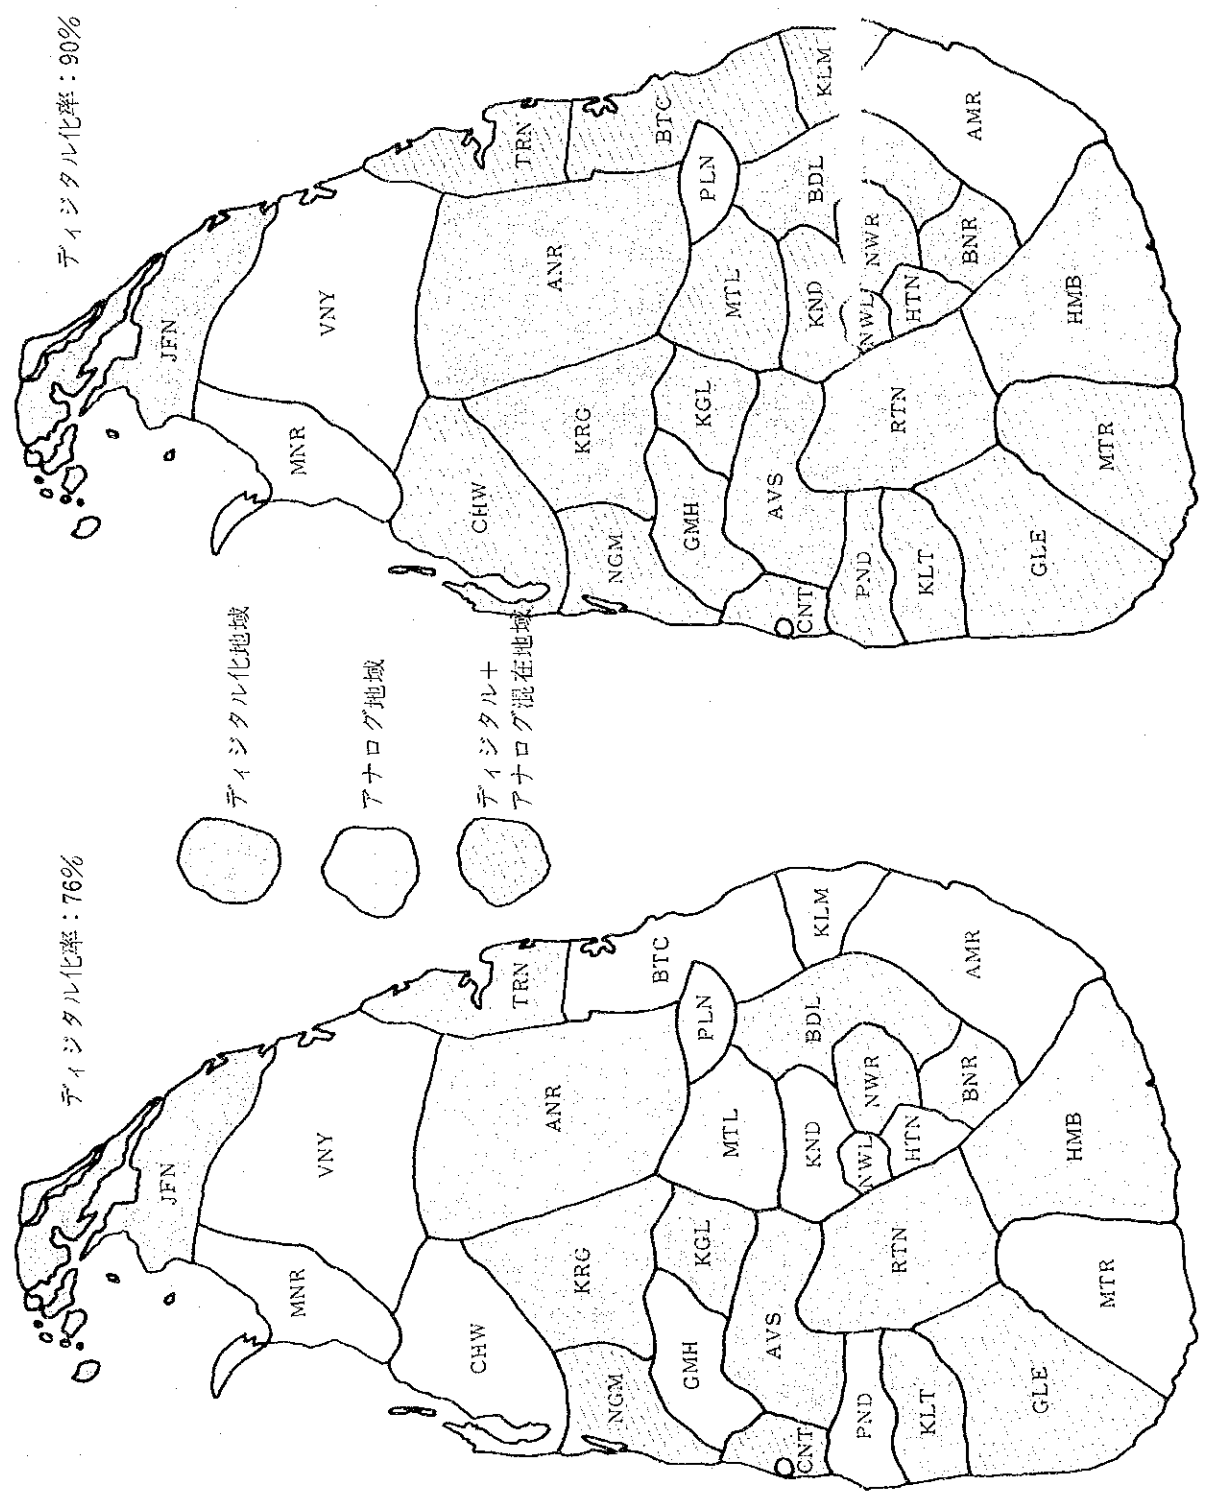 ディジタル化率：76%
JFN
MNR
VNY
CHW
ANR
TRN
BTC
KRG
NGM
GMH
KGL
MTL
PLN
KLM
AVS
KND
BDL
CNT
PND
KLT
RTN
NWL
NWR
HTN
BNR
AMR
GLE
MTR
HMB
ディジタル化地域
アナログ地域
ディジタル＋
アナログ混在地域
ディジタル化率：90%
JFN
MNR
VNY
CHW
ANR
TRN
BTC
KRG
NGM
GMH
KGL
MTL
PLN
KLM
AVS
KND
BDL
CNT
PND
KLT
RTN
NWL
NWR
HTN
BNR
AMR
GLE
MTR
HMB